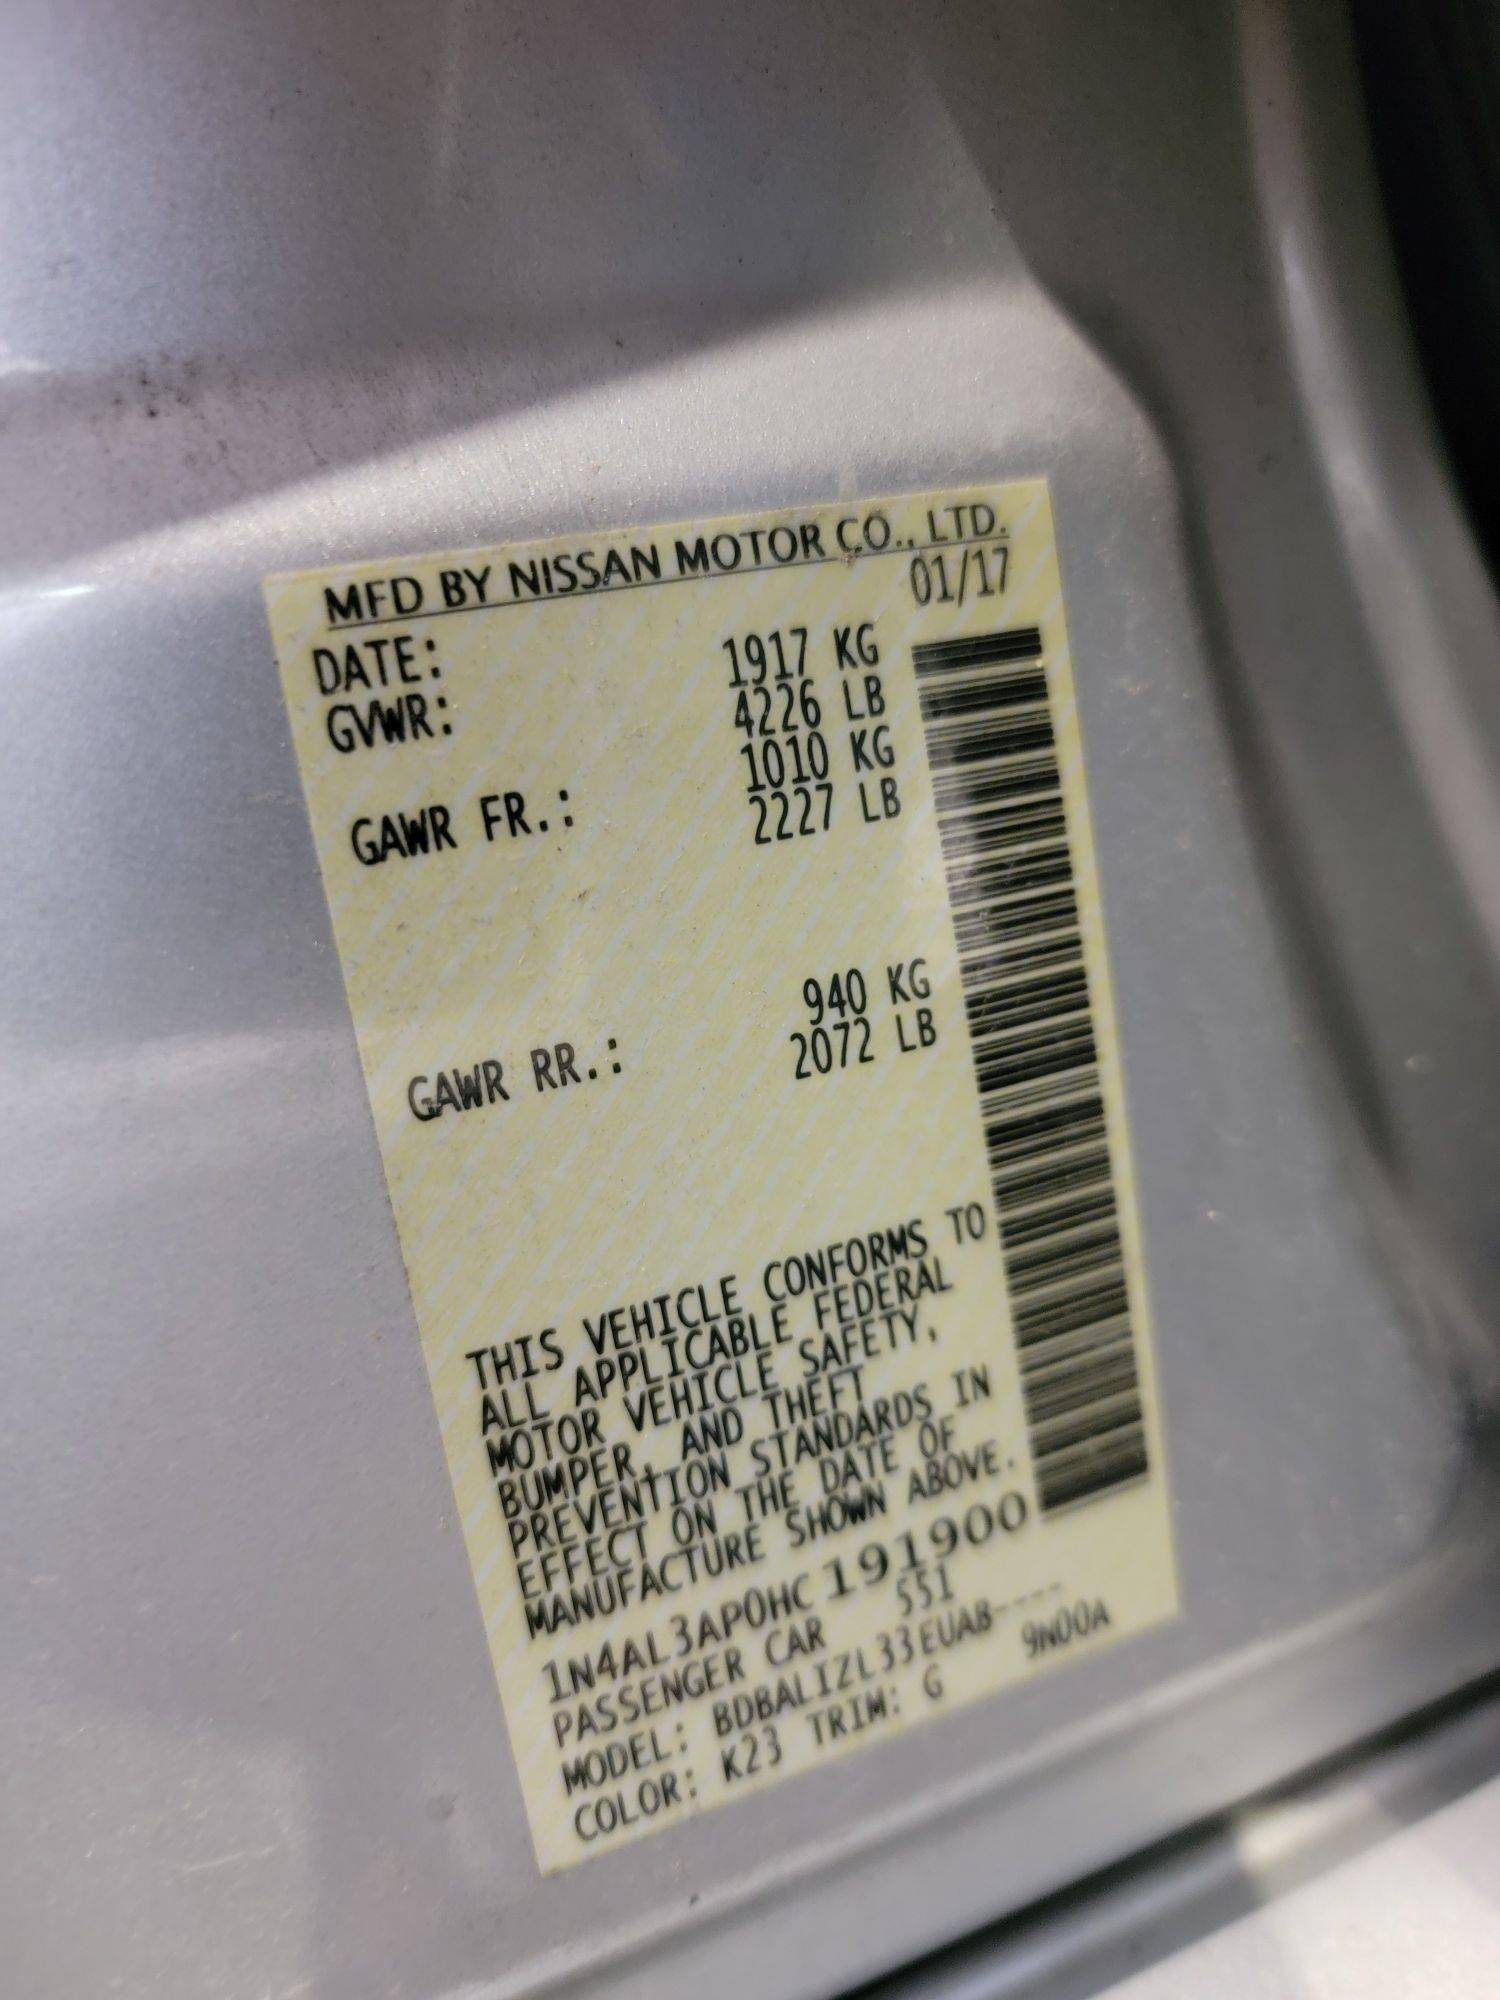 MFD BY NISSAN MOTOR CO., LTD.
DATE: 01/17
GVWR: 1917 KG
4226 LB
GAWR FR.: 1010 KG
2227 LB
GAWR RR.: 940 KG
2072 LB
THIS VEHICLE CONFORMS TO
ALL APPLICABLE FEDERAL
MOTOR VEHICLE SAFETY,
BUMPER, AND THEFT
PREVENTION STANDARDS IN
EFFECT ON THE DATE OF
MANUFACTURE SHOWN ABOVE.
1N4AL3AP0HC 191900
PASSENGER CAR SS1
MODEL: BDBALIZL33EUAB----
COLOR: K23 TRIM: G 9N00A